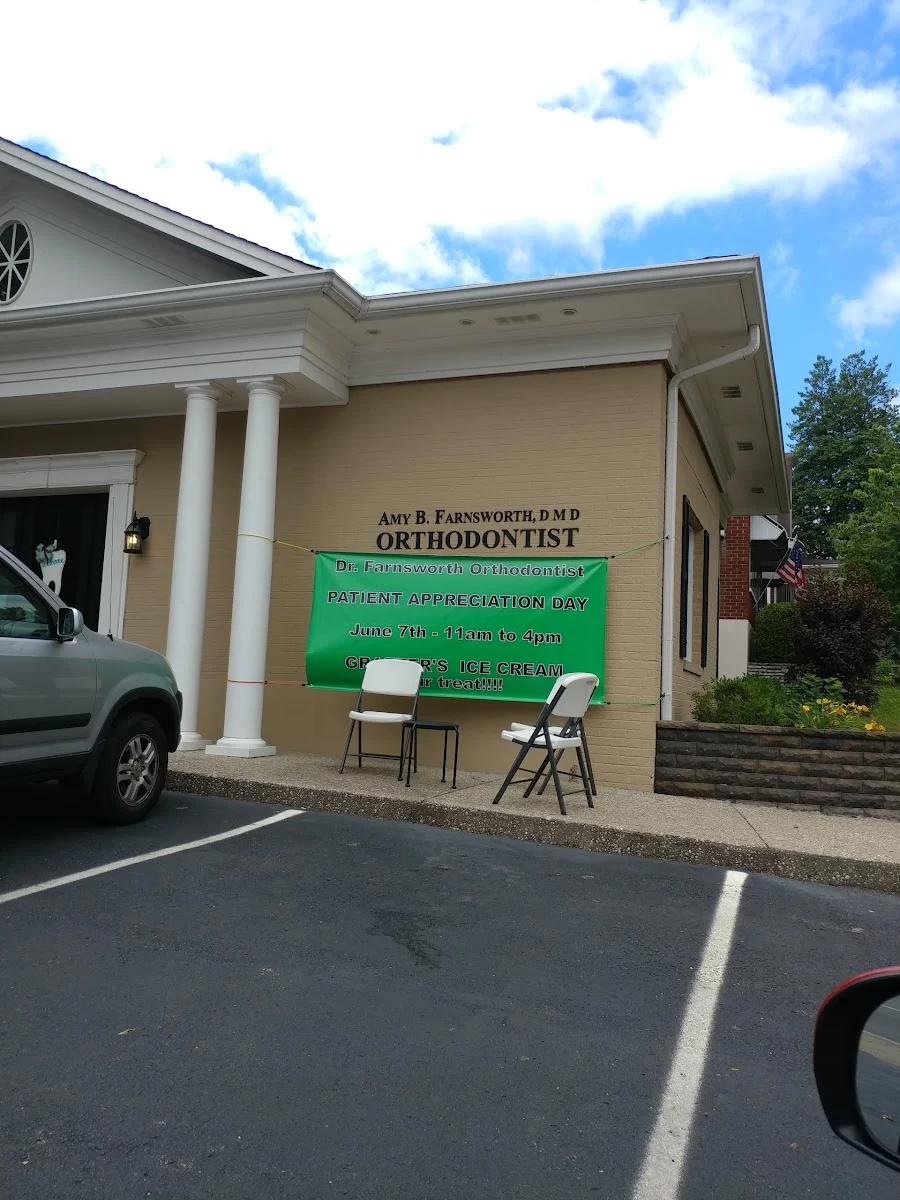 AMY B. FARNSWORTH, D M D
ORTHODONTIST
Dr. Farnsworth Orthodontist
PATIENT APPRECIATION DAY
June 7th - 11am to 4pm
ICE CREAM
treat!!!!